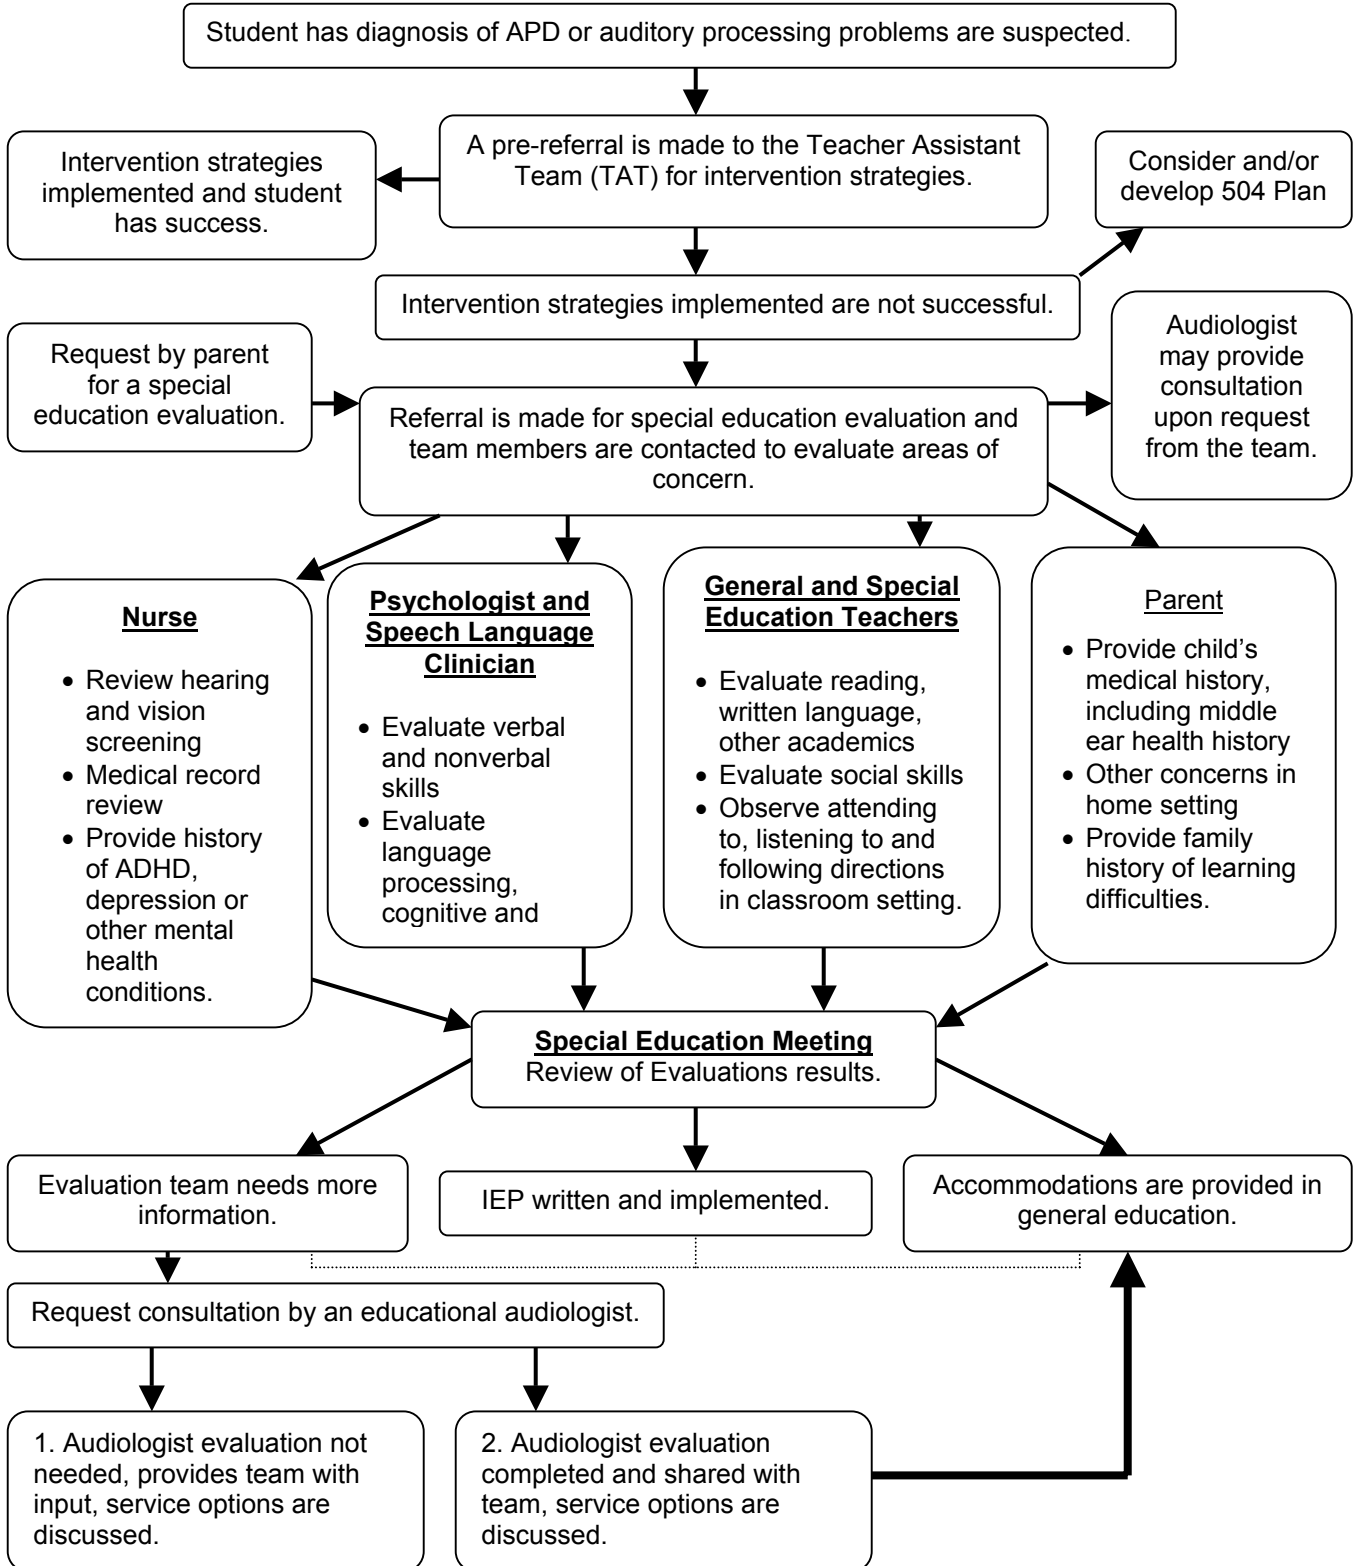 Student has diagnosis of APD or auditory processing problems are suspected.
A pre-referral is made to the Teacher Assistant
Team (TAT) for intervention strategies.
Intervention strategies
implemented and student
has success.
Consider and/or
develop 504 Plan
Intervention strategies implemented are not successful.
Request by parent
for a special
education evaluation.
Referral is made for special education evaluation and
team members are contacted to evaluate areas of
concern.
Audiologist
may provide
consultation
upon request
from the team.
Nurse
• Review hearing
and vision
screening
• Medical record
review
• Provide history
of ADHD,
depression or
other mental
health
conditions.
Psychologist and
Speech Language
Clinician
• Evaluate verbal
and nonverbal
skills
• Evaluate
language
processing,
cognitive and
General and Special
Education Teachers
• Evaluate reading,
written language,
other academics
• Evaluate social skills
• Observe attending
to, listening to and
following directions
in classroom setting.
Parent
• Provide child’s
medical history,
including middle
ear health history
• Other concerns in
home setting
• Provide family
history of learning
difficulties.
Special Education Meeting
Review of Evaluations results.
Evaluation team needs more
information.
IEP written and implemented.
Accommodations are provided in
general education.
Request consultation by an educational audiologist.
1. Audiologist evaluation not
needed, provides team with
input, service options are
discussed.
2. Audiologist evaluation
completed and shared with
team, service options are
discussed.